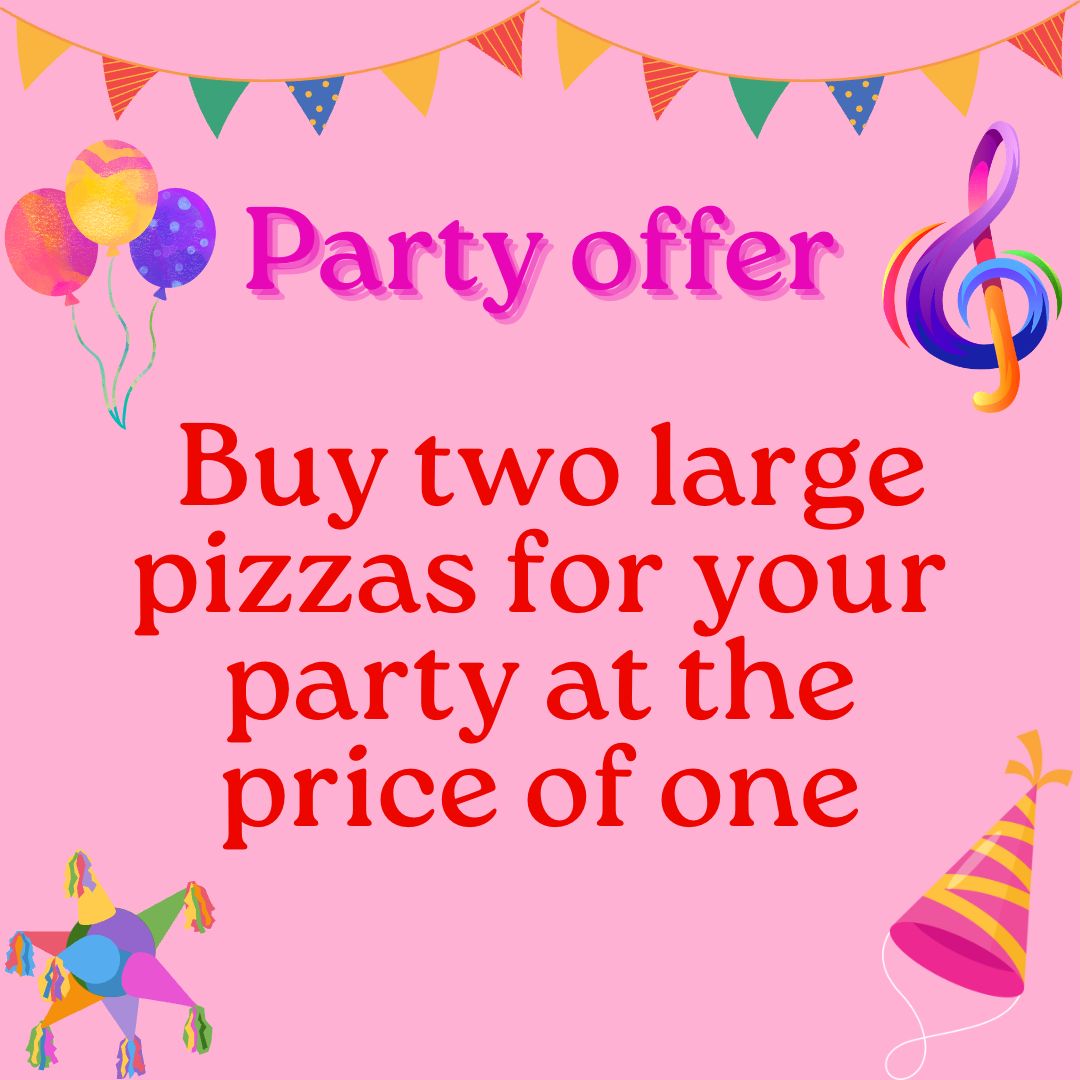 Party offer
Buy two large
pizzas for your
party at the
price of one